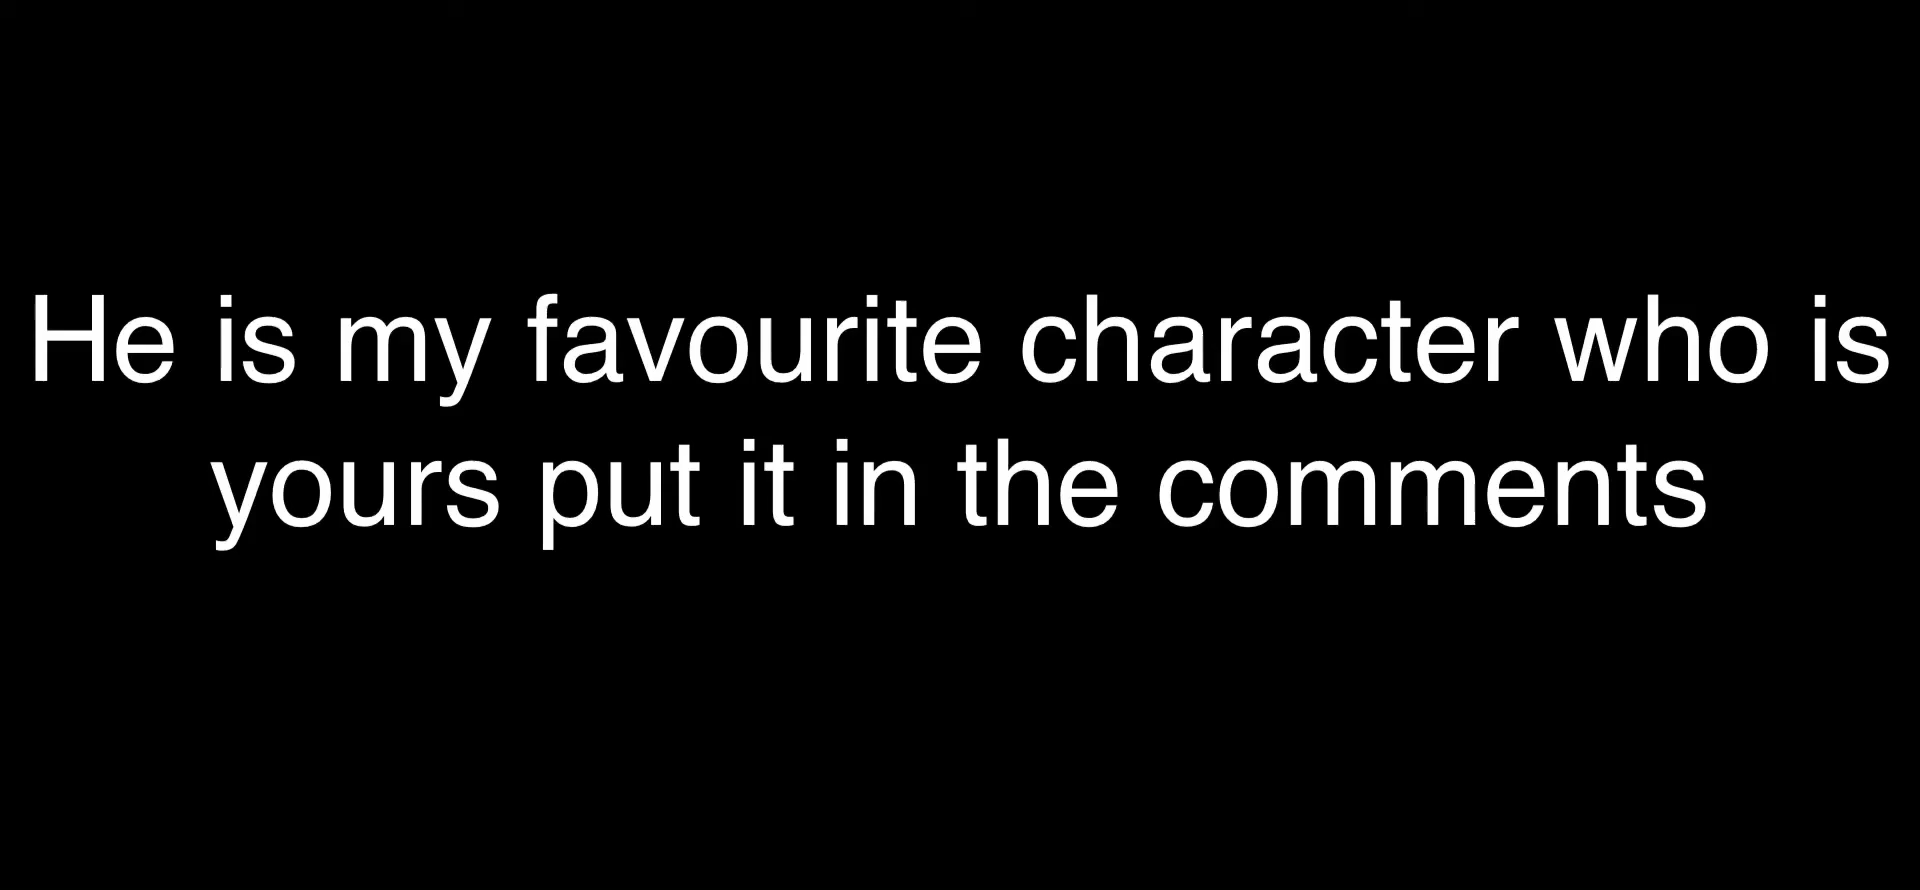 He is my favourite character who is
yours put it in the comments